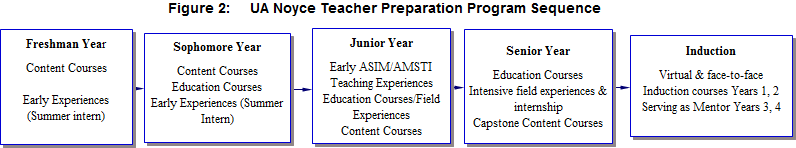 Figure 2: UA Noyce Teacher Preparation Program Sequence
Freshman Year
Content Courses
Early Experiences
(Summer intern)
Sophomore Year
Content Courses
Education Courses
Early Experiences (Summer
Intern)
Junior Year
Early ASIM/AMSTI
Teaching Experiences
Education Courses/Field
Experiences
Content Courses
Senior Year
Education Courses
Intensive field experiences &
internship
Capstone Content Courses
Induction
Virtual & face-to-face
Induction courses Years 1, 2
Serving as Mentor Years 3, 4